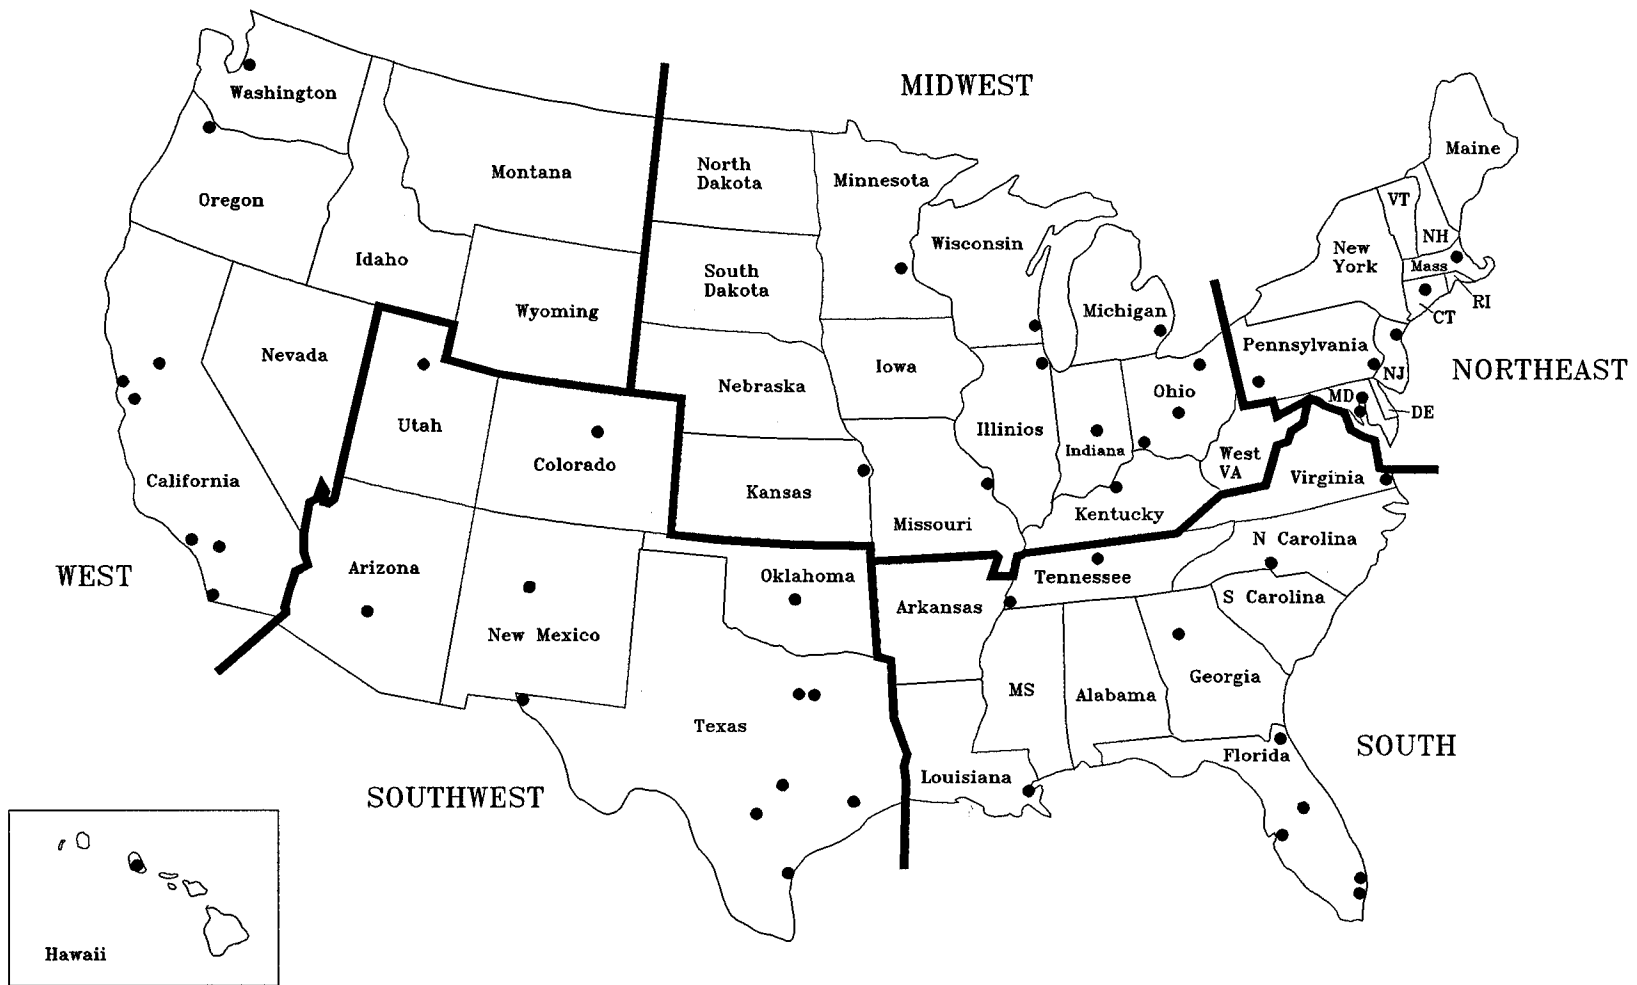 MIDWEST
Washington
Maine
North
Dakota
Montana
Minnesota
Oregon
VT
NH
Wisconsin
New
York
Idaho
Mass
South
Dakota
RI
Wyoming
Michigan
CT
Nevada
Pennsylvania
Iowa
NJ
NORTHEAST
Nebraska
Ohio
MD
DE
Utah
Illinios
Indiana
West
VA
Colorado
California
Virginia
Kansas
Kentucky
Missouri
N Carolina
WEST
Arizona
Oklahoma
Tennessee
S Carolina
Arkansas
New Mexico
Georgia
MS
Alabama
Texas
SOUTH
Florida
Louisiana
SOUTHWEST
Hawaii